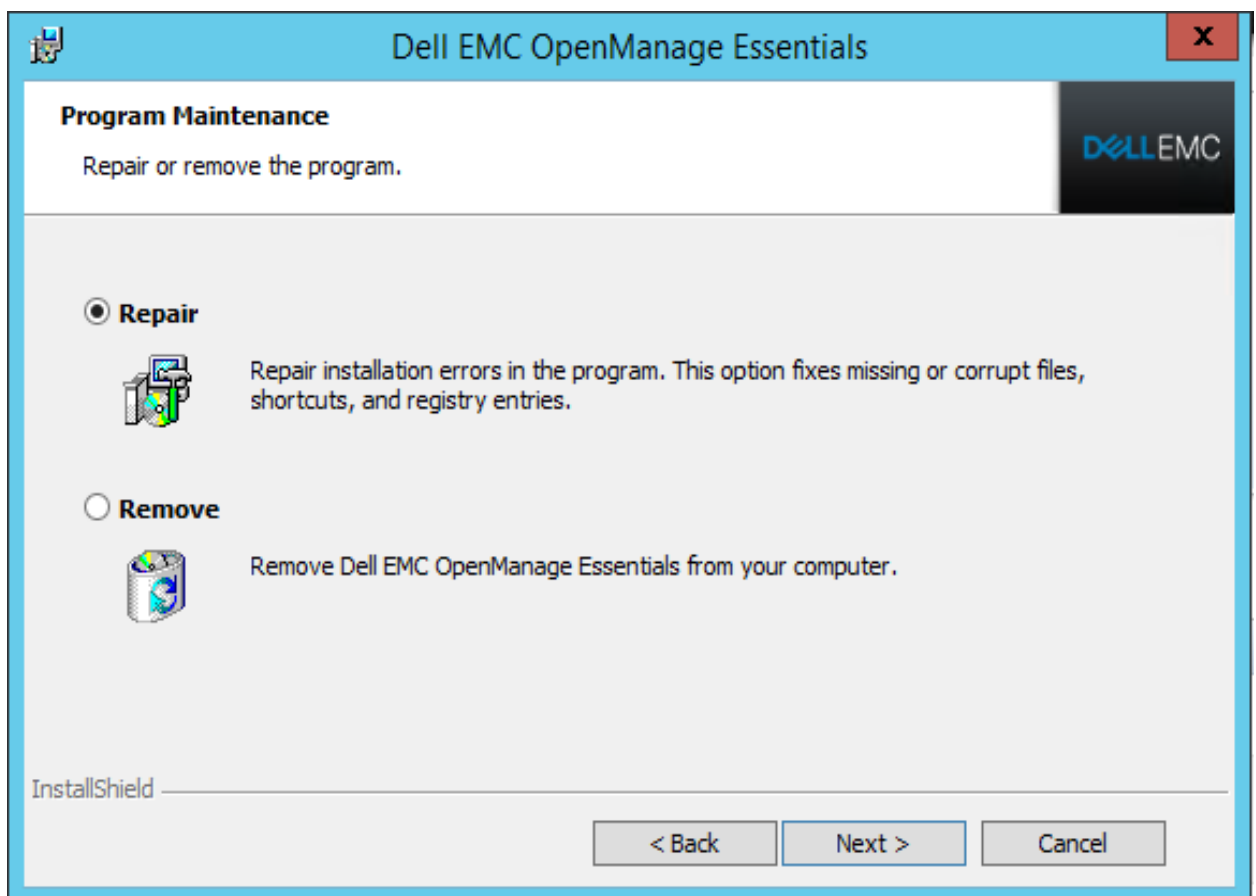 Dell EMC OpenManage Essentials
x
Program Maintenance
Repair or remove the program.
DELLEMC
Repair
Repair installation errors in the program. This option fixes missing or corrupt files,
shortcuts, and registry entries.
Remove
Remove Dell EMC OpenManage Essentials from your computer.
InstallShield
< Back
Next >
Cancel